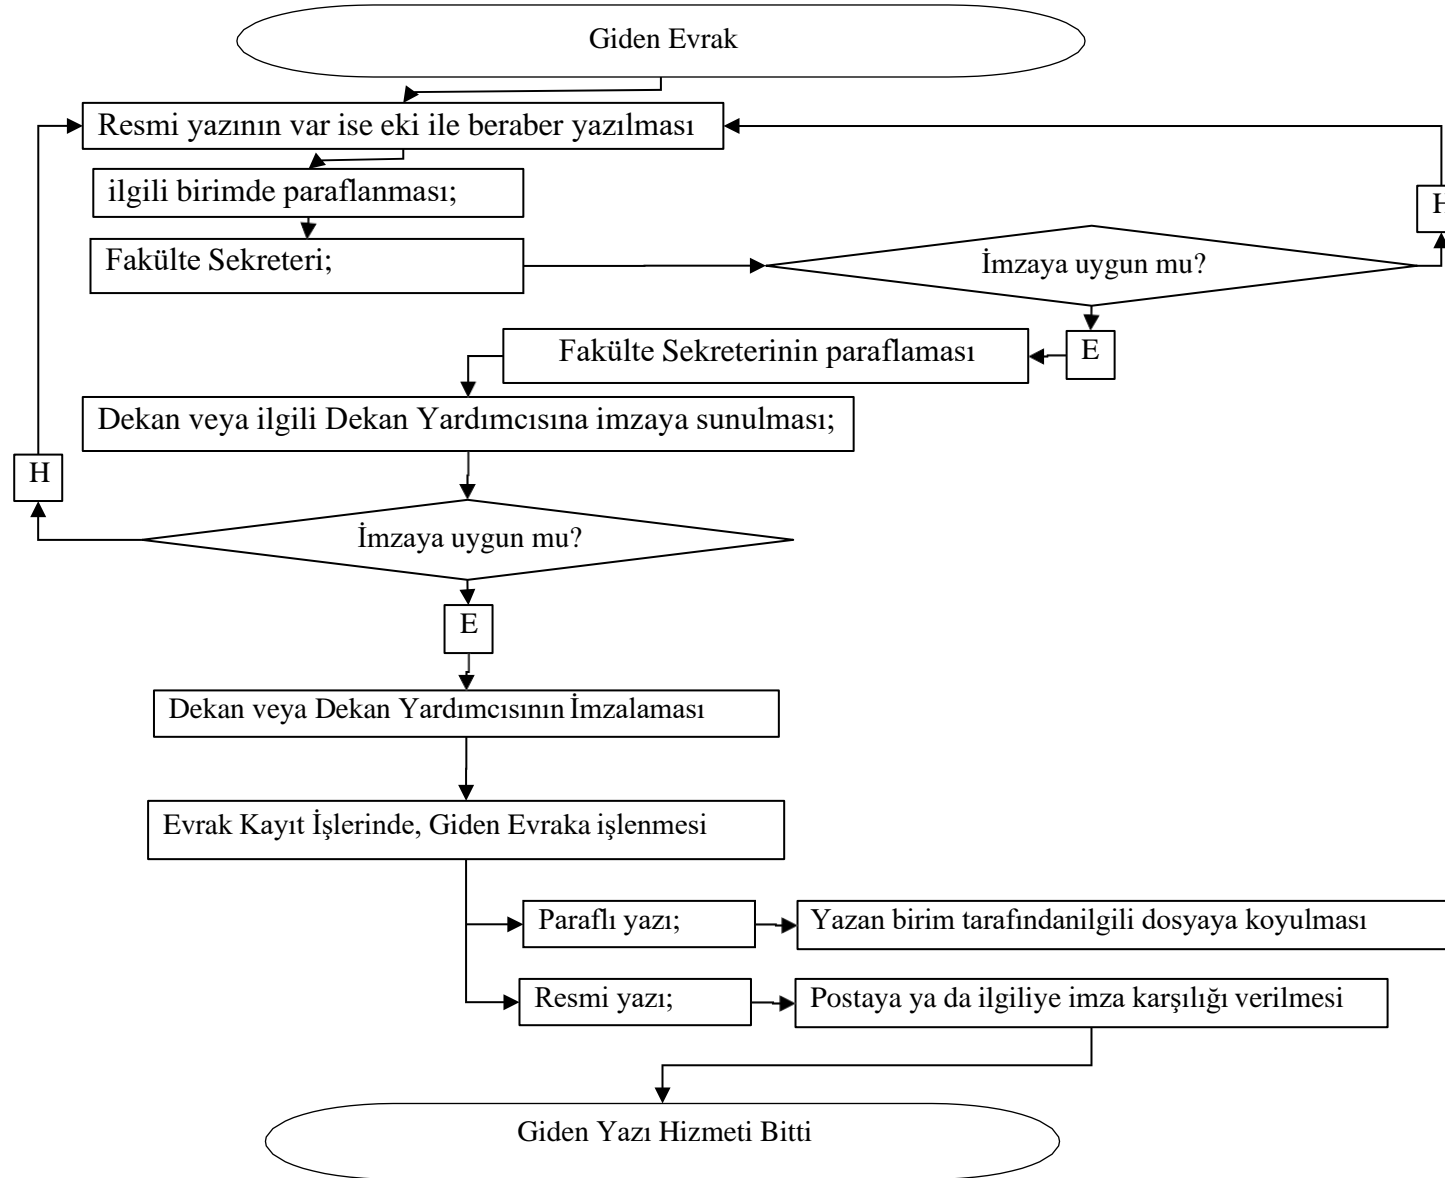 Giden Evrak
Resmi yazının var ise eki ile beraber yazılması
ilgili birimde paraflanması;
H
Fakülte Sekreteri;
İmzaya uygun mu?
Fakülte Sekreterinin paraflaması
E
Dekan veya ilgili Dekan Yardımcısına imzaya sunulması;
H
İmzaya uygun mu?
E
Dekan veya Dekan Yardımcısının İmzalaması
Evrak Kayıt İşlerinde, Giden Evraka işlenmesi
Paraflı yazı;
Yazan birim tarafındanilgili dosyaya koyulması
Resmi yazı;
Postaya ya da ilgiliye imza karşılığı verilmesi
Giden Yazı Hizmeti Bitti